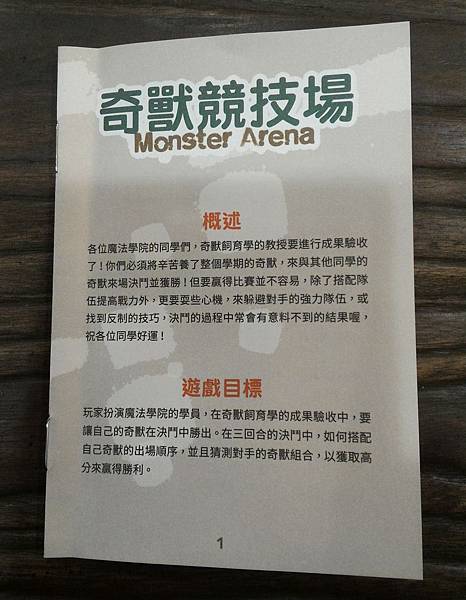 奇獸競技場
Monster Arena
概述
各位魔法學院的同學們，奇獸飼育學的教授要進行成果驗收
了！你們必須將辛苦養了整個學期的奇獸，來與其他同學的
奇獸來場決鬥並獲勝！但要贏得比賽並不容易，除了搭配隊
伍提高戰力外，更要耍些心機，來躲避對手的強力隊伍，或
找到反制的技巧，決鬥的過程中常會有意料不到的結果喔，
祝各位同學好運！
遊戲目標
玩家扮演魔法學院的學員，在奇獸飼育學的成果驗收中，要
讓自己的奇獸在決鬥中勝出。在三回合的決鬥中，如何搭配
自己奇獸的出場順序，並且猜測對手的奇獸組合，以獲取高
分來贏得勝利。
1